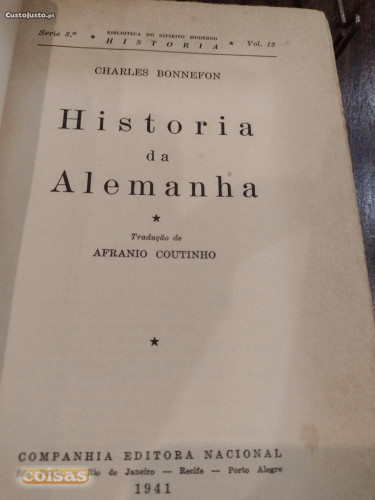 CustoJusto.pt
BIBLIOTECA DO ESPÍRITO MODERNO
Serie 3.ª ★ HISTORIA ★ Vol. 12
CHARLES BONNEFON
Historia
da
Alemanha
★
Tradução de
AFRANIO COUTINHO
★
COMPANHIA EDITORA NACIONAL
Rio de Janeiro — Recife — Porto Alegre
coisas
1941